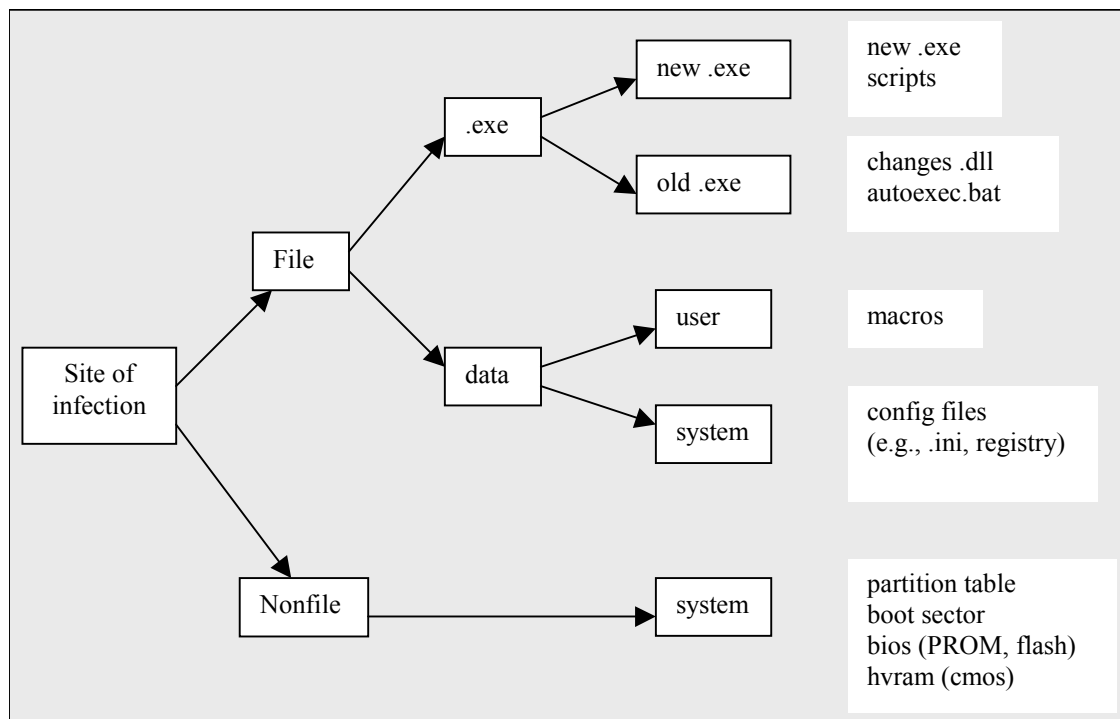 new .exe
new .exe
scripts
.exe
old .exe
changes .dll
autoexec.bat
File
user
macros
Site of
infection
data
system
config files
(e.g., .ini, registry)
Nonfile
system
partition table
boot sector
bios (PROM, flash)
hvram (cmos)